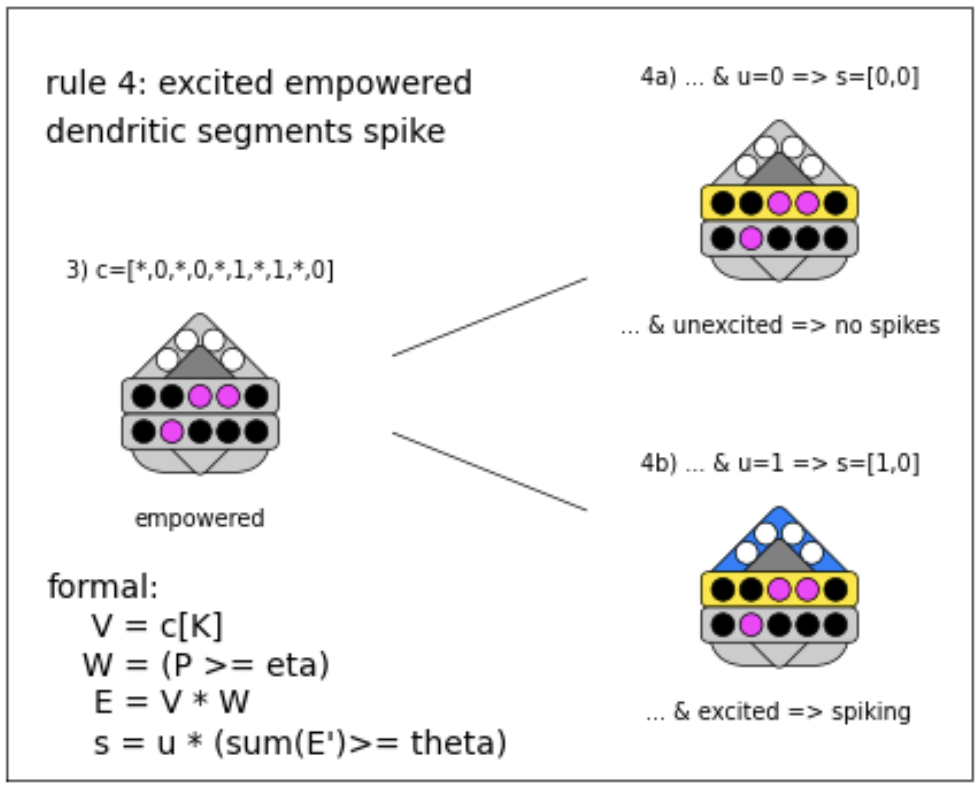 rule 4: excited empowered
dendritic segments spike
4a) ... & u=0 => s=[0,0]
... & unexcited => no spikes
3) c=[*,0,*,0,*,1,*,1,*,0]
empowered
4b) ... & u=1 => s=[1,0]
... & excited => spiking
formal:
V = c[K]
W = (P >= eta)
E = V * W
s = u * (sum(E')>= theta)